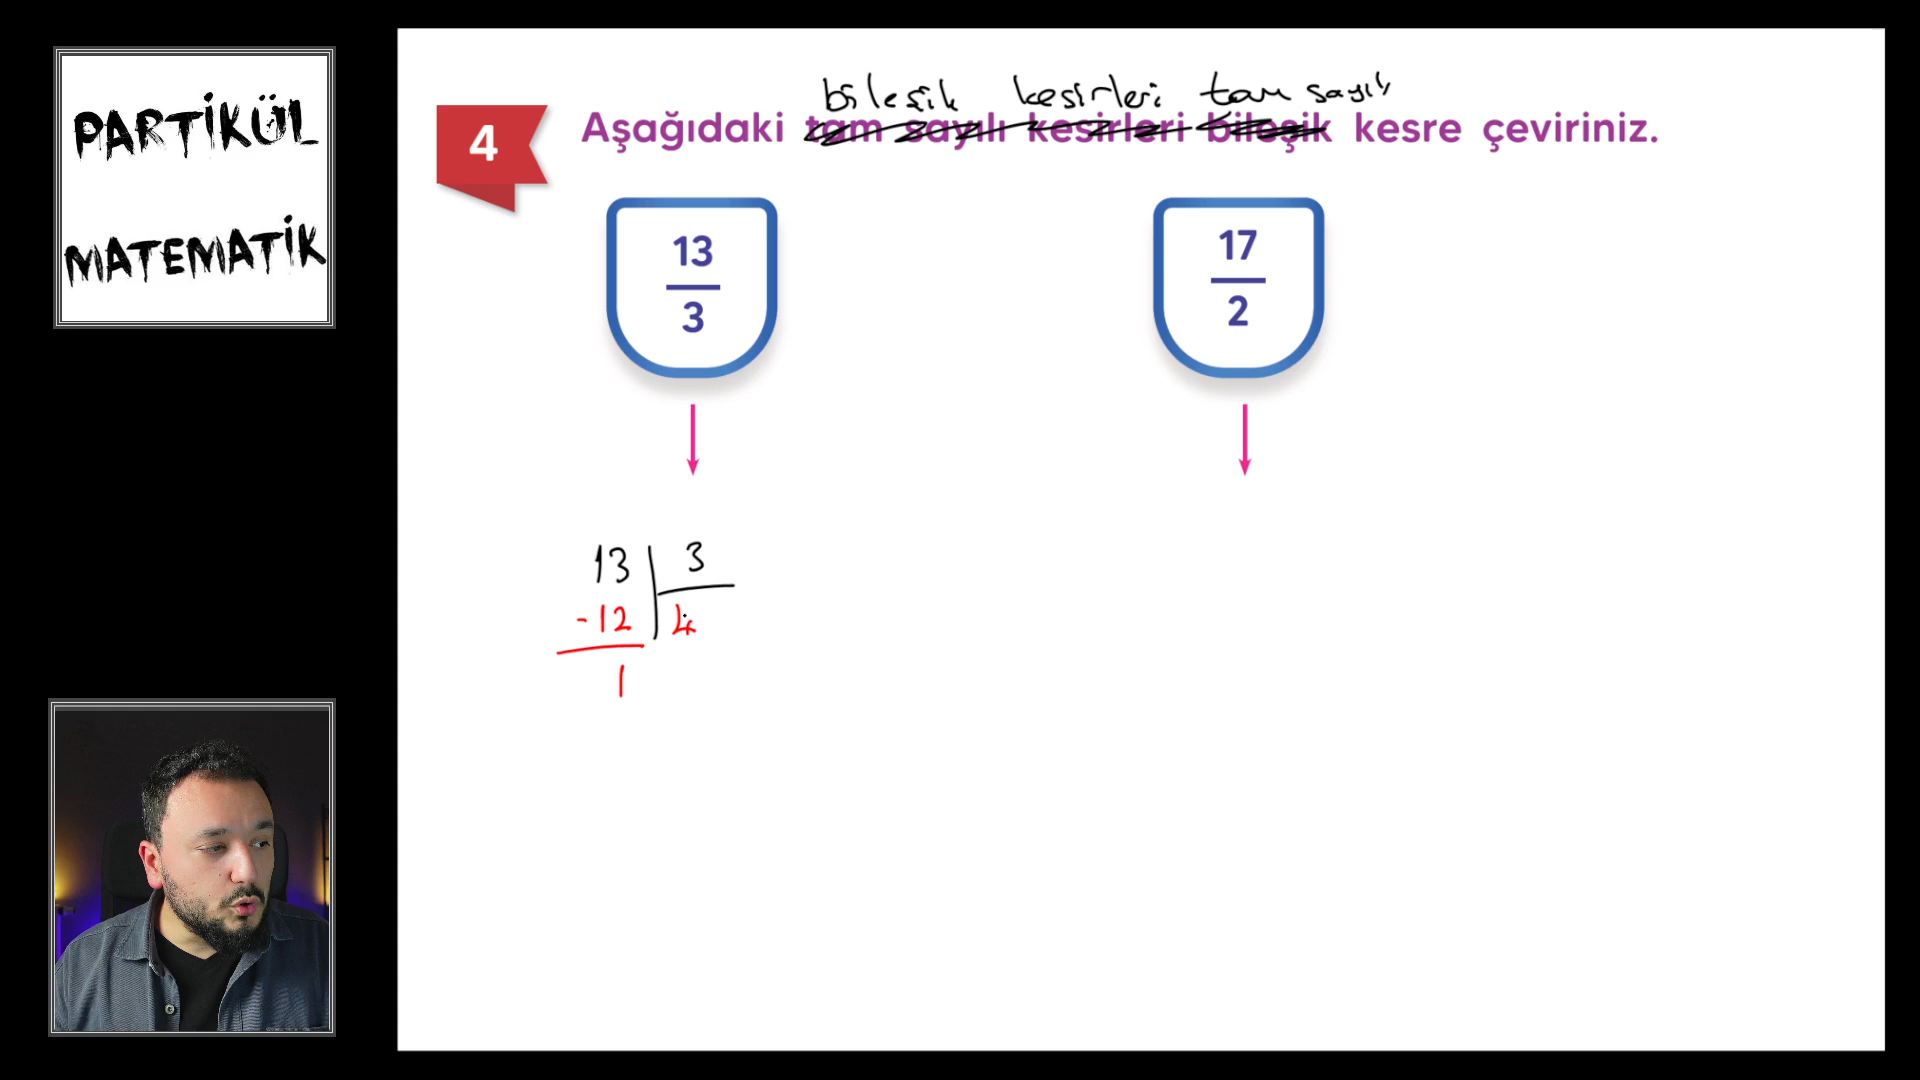 PARTİKÜL
MATEMATİK
bileşik kesirleri tam sayılı
4
Aşağıdaki tam sayılı kesirleri bileşik kesre çeviriniz.
13
3
17
2
13 3
-12 4
1